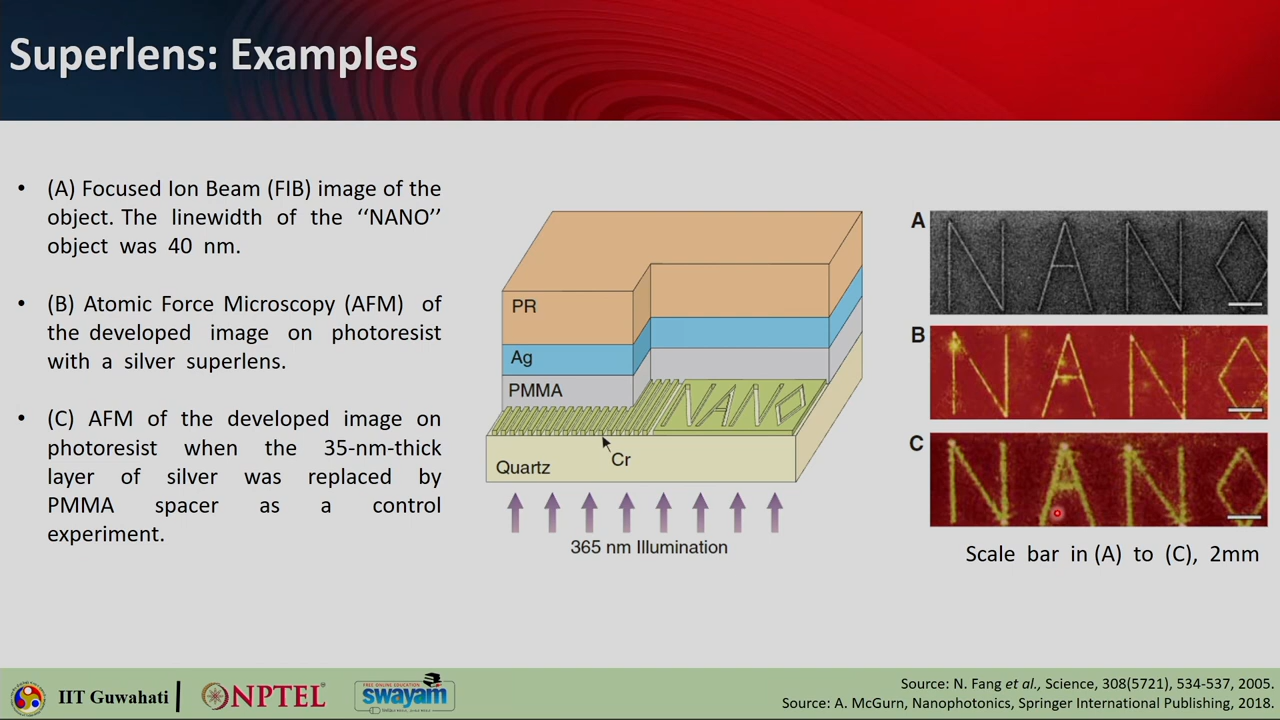 Superlens: Examples
• (A) Focused Ion Beam (FIB) image of the
object. The linewidth of the ‘‘NANO’’
object was 40 nm.
• (B) Atomic Force Microscopy (AFM) of
the developed image on photoresist
with a silver superlens.
• (C) AFM of the developed image on
photoresist when the 35-nm-thick
layer of silver was replaced by
PMMA spacer as a control
experiment.
PR
Ag
PMMA
NANO
Cr
Quartz
365 nm Illumination
A
NANO
B
NANO
C
NANO
Scale bar in (A) to (C), 2mm
IIT Guwahati
NPTEL
FREE ONLINE EDUCATION
swayam
Source: N. Fang et al., Science, 308(5721), 534-537, 2005.
Source: A. McGurn, Nanophotonics, Springer International Publishing, 2018.